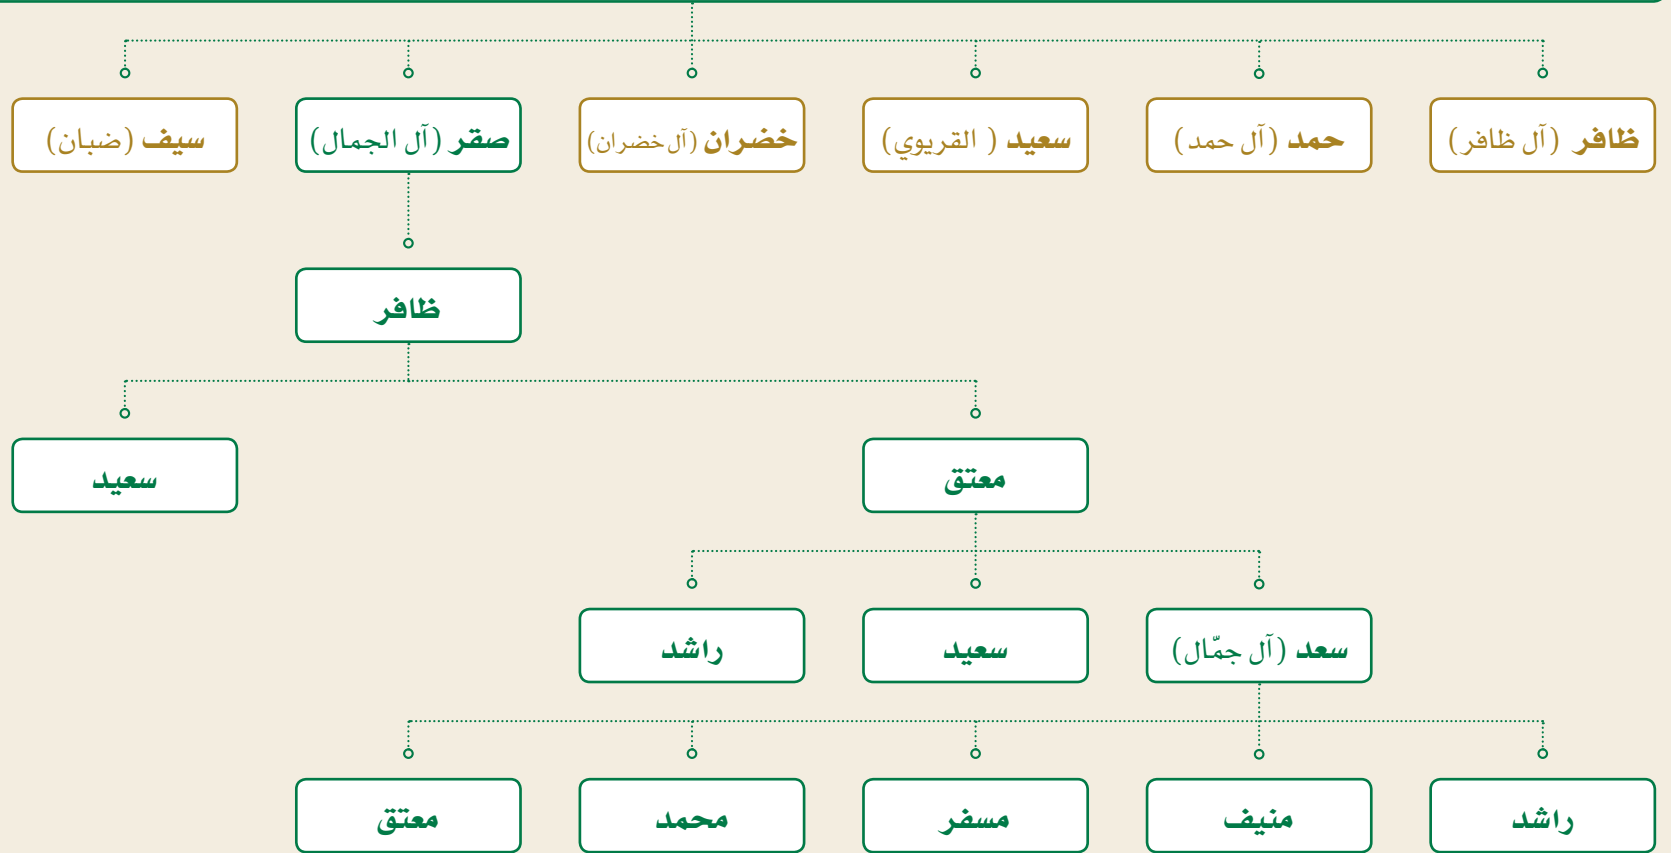 ظافر (آل ظافر)
حمد (آل حمد)
سعيد ( القريوي)
خضران (آل خضران)
صقر (آل الجمال)
سيف (ضبان)
ظافر
معتق
سعيد
سعد (آل جمّال)
سعيد
راشد
راشد
منيف
مسفر
محمد
معتق